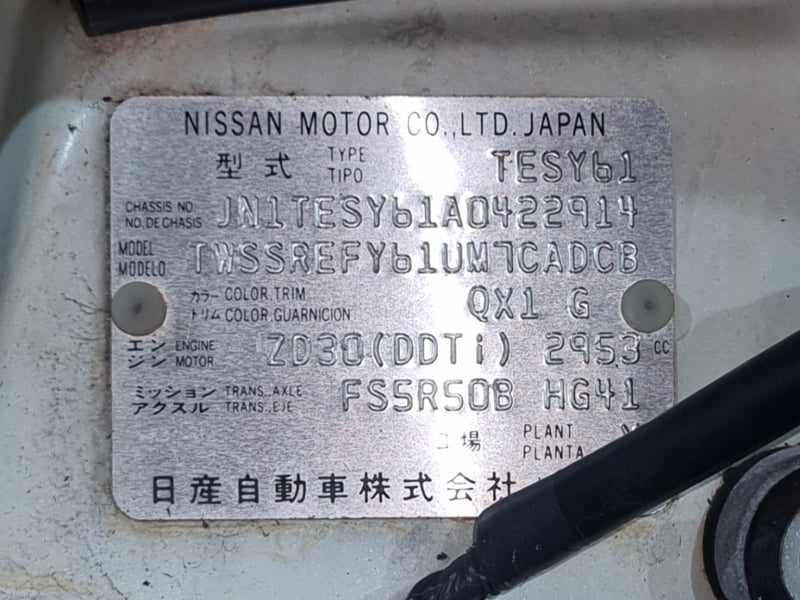 NISSAN MOTOR CO.,LTD. JAPAN
型式 TYPE TIPO TESY61
CHASSIS NO. NO. DE CHASIS JN1TESY61A0422914
MODEL MODELO TWSSREFY61UM7CADCB
カラー COLOR.TRIM QX1 G
トリム COLOR.GUARNICION
エンジン ENGINE MOTOR ZD30(DDTi) 2953 CC
ミッション TRANS.,AXLE FS5R50B HG41
アクスル TRANS.,EJE
工場 PLANT PLANTA
日産自動車株式会社